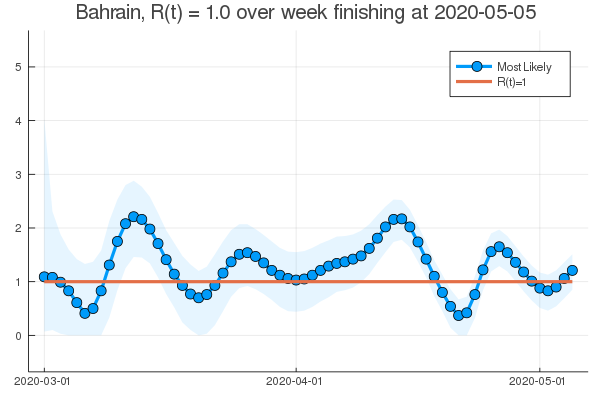 Bahrain, R(t) = 1.0 over week finishing at 2020-05-05
5
Most Likely
R(t)=1
4
3
2
1
0
2020-03-01 2020-04-01 2020-05-01